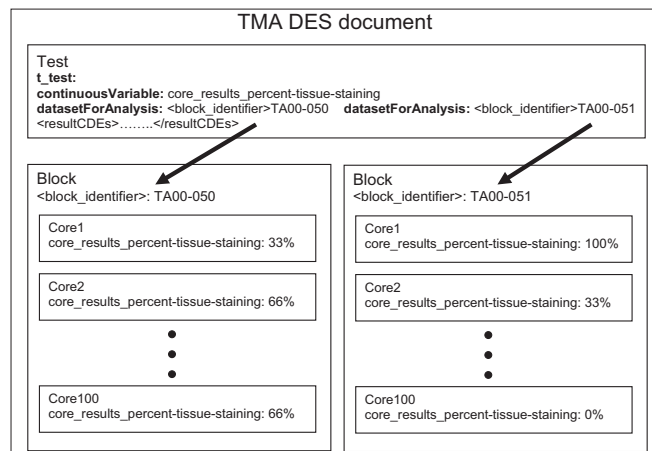 TMA DES document
Test
t_test:
continuousVariable: core_results_percent-tissue-staining
datasetForAnalysis: <block_identifier>TA00-050 datasetForAnalysis: <block_identifier>TA00-051
<resultCDEs>……..</resultCDEs>
Block
<block_identifier>: TA00-050
Core1
core_results_percent-tissue-staining: 33%
Core2
core_results_percent-tissue-staining: 66%
Core100
core_results_percent-tissue-staining: 66%
Block
<block_identifier>: TA00-051
Core1
core_results_percent-tissue-staining: 100%
Core2
core_results_percent-tissue-staining: 33%
Core100
core_results_percent-tissue-staining: 0%